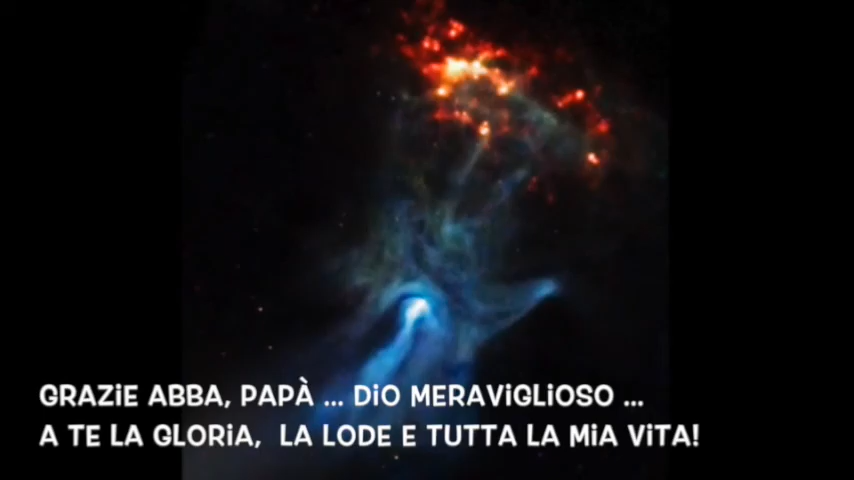 GRAZiE ABBA, PAPÀ ... DiO MERAViGLiOSO ...
A TE LA GLORiA, LA LODE E TUTTA LA MiA ViTA!